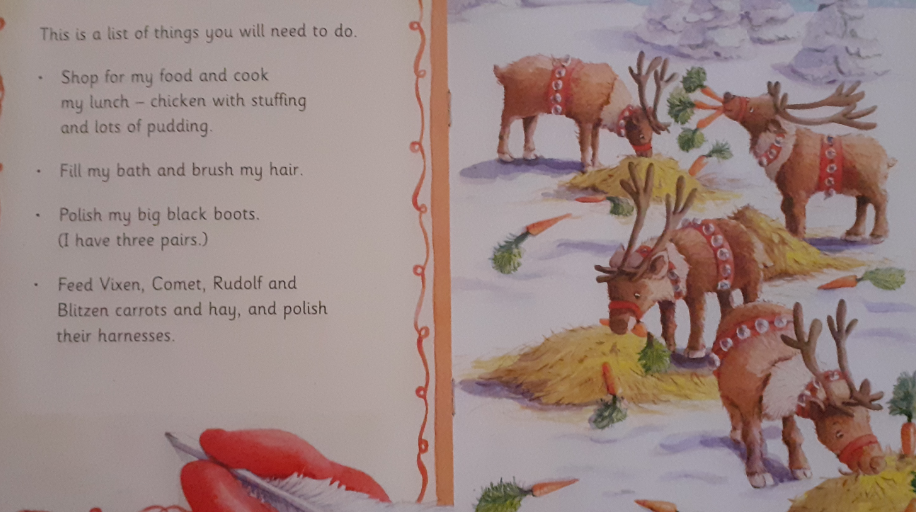 This is a list of things you will need to do.
• Shop for my food and cook
my lunch – chicken with stuffing
and lots of pudding.
• Fill my bath and brush my hair.
• Polish my big black boots.
(I have three pairs.)
• Feed Vixen, Comet, Rudolf and
Blitzen carrots and hay, and polish
their harnesses.